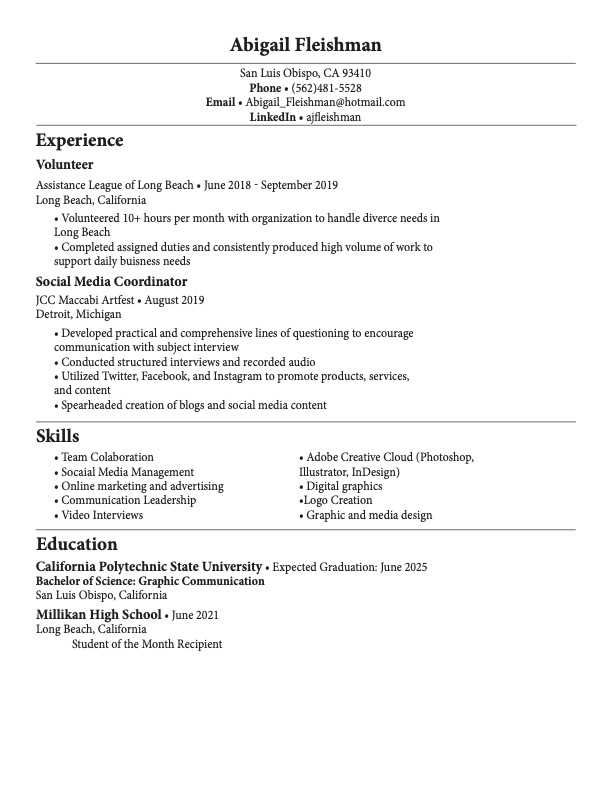 Abigail Fleishman
San Luis Obispo, CA 93410
Phone • (562)481-5528
Email • Abigail_Fleishman@hotmail.com
LinkedIn • ajfleishman
Experience
Volunteer
Assistance League of Long Beach • June 2018 - September 2019
Long Beach, California
• Volunteered 10+ hours per month with organization to handle diverce needs in
Long Beach
• Completed assigned duties and consistently produced high volume of work to
support daily buisness needs
Social Media Coordinator
JCC Maccabi Artfest • August 2019
Detroit, Michigan
• Developed practical and comprehensive lines of questioning to encourage
communication with subject interview
• Conducted structured interviews and recorded audio
• Utilized Twitter, Facebook, and Instagram to promote products, services,
and content
• Spearheaded creation of blogs and social media content
Skills
• Team Colaboration
• Socaial Media Management
• Online marketing and advertising
• Communication Leadership
• Video Interviews
• Adobe Creative Cloud (Photoshop,
Illustrator, InDesign)
• Digital graphics
•Logo Creation
• Graphic and media design
Education
California Polytechnic State University • Expected Graduation: June 2025
Bachelor of Science: Graphic Communication
San Luis Obispo, California
Millikan High School • June 2021
Long Beach, California
Student of the Month Recipient